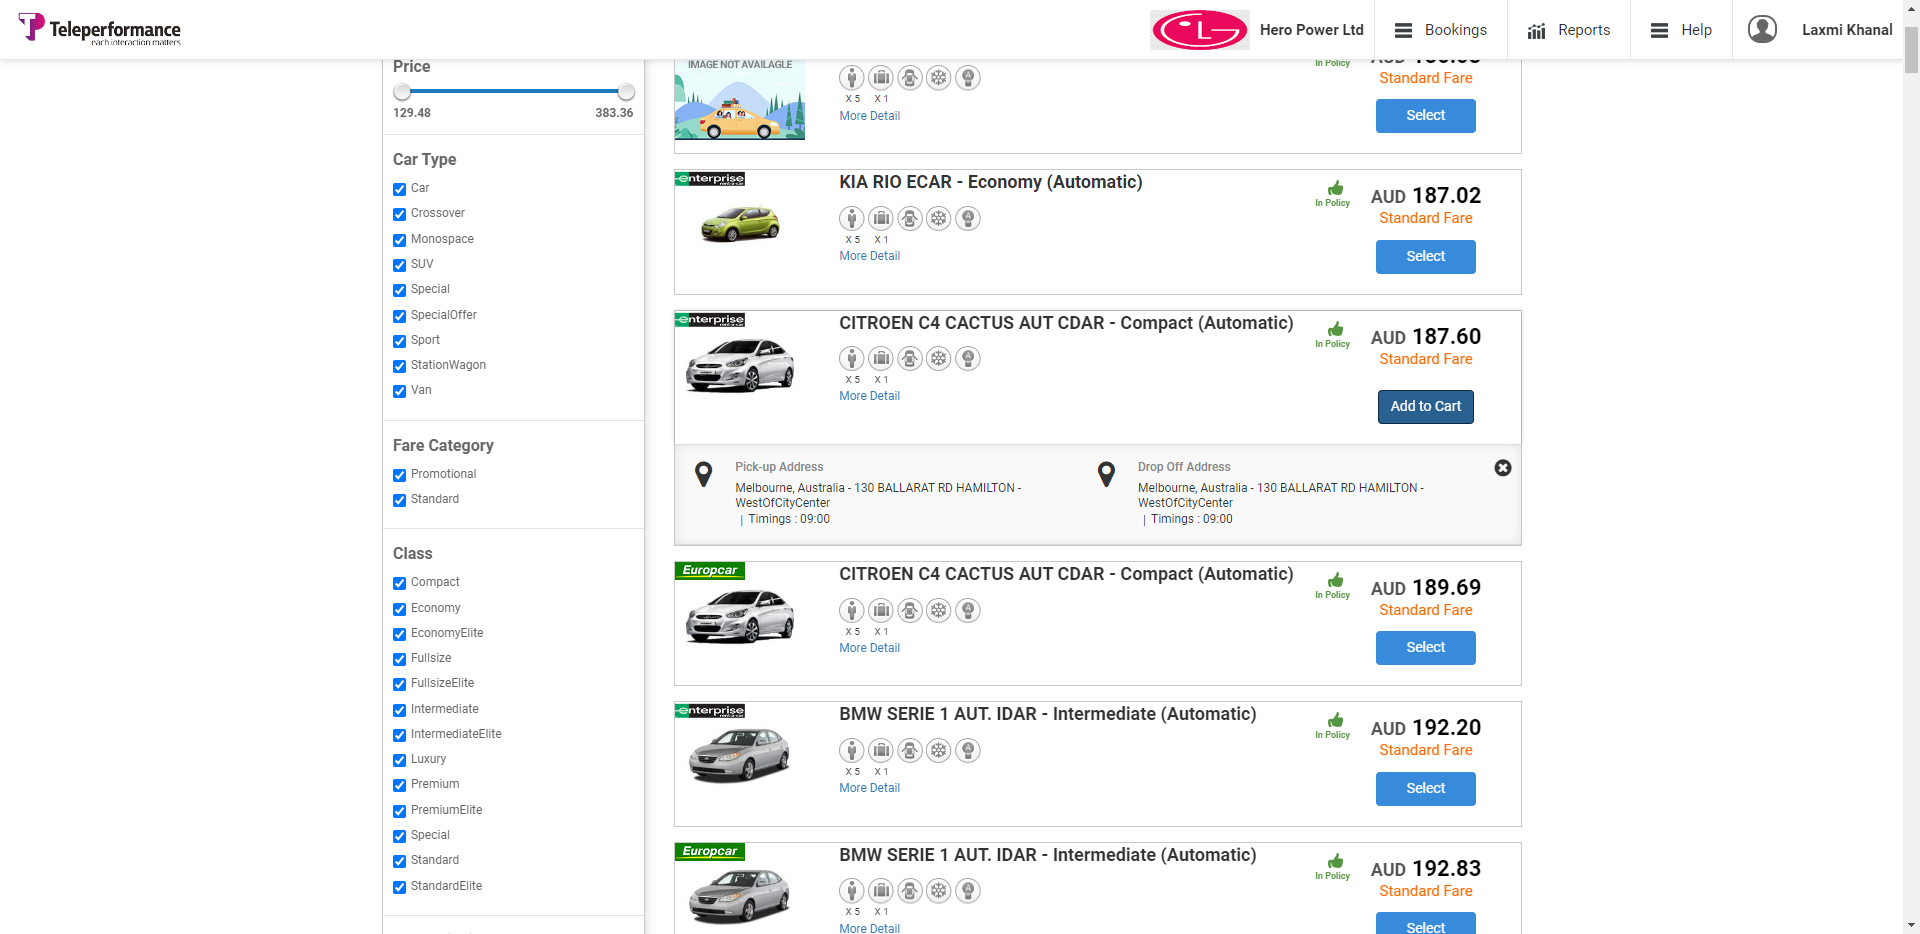 Teleperformance
each interaction matters
LG
Hero Power Ltd
Bookings
Reports
Help
Laxmi Khanal
Price
129.48
383.36
Car Type
Car
Crossover
Monospace
SUV
Special
SpecialOffer
Sport
StationWagon
Van
Fare Category
Promotional
Standard
Class
Compact
Economy
EconomyElite
Fullsize
FullsizeElite
Intermediate
IntermediateElite
Luxury
Premium
PremiumElite
Special
Standard
StandardElite
IMAGE NOT AVAILAGLE
X 5 X 1
More Detail
In Policy
Standard Fare
Select
enterprise
rent-a-car
KIA RIO ECAR - Economy (Automatic)
A
X 5 X 1
More Detail
In Policy
AUD 187.02
Standard Fare
Select
enterprise
rent-a-car
CITROEN C4 CACTUS AUT CDAR - Compact (Automatic)
A
X 5 X 1
More Detail
In Policy
AUD 187.60
Standard Fare
Add to Cart
Pick-up Address
Melbourne, Australia - 130 BALLARAT RD HAMILTON -
WestOfCityCenter
| Timings : 09:00
Drop Off Address
Melbourne, Australia - 130 BALLARAT RD HAMILTON -
WestOfCityCenter
| Timings : 09:00
Europcar
CITROEN C4 CACTUS AUT CDAR - Compact (Automatic)
A
X 5 X 1
More Detail
In Policy
AUD 189.69
Standard Fare
Select
enterprise
rent-a-car
BMW SERIE 1 AUT. IDAR - Intermediate (Automatic)
A
X 5 X 1
More Detail
In Policy
AUD 192.20
Standard Fare
Select
Europcar
BMW SERIE 1 AUT. IDAR - Intermediate (Automatic)
A
X 5 X 1
More Detail
In Policy
AUD 192.83
Standard Fare
Select